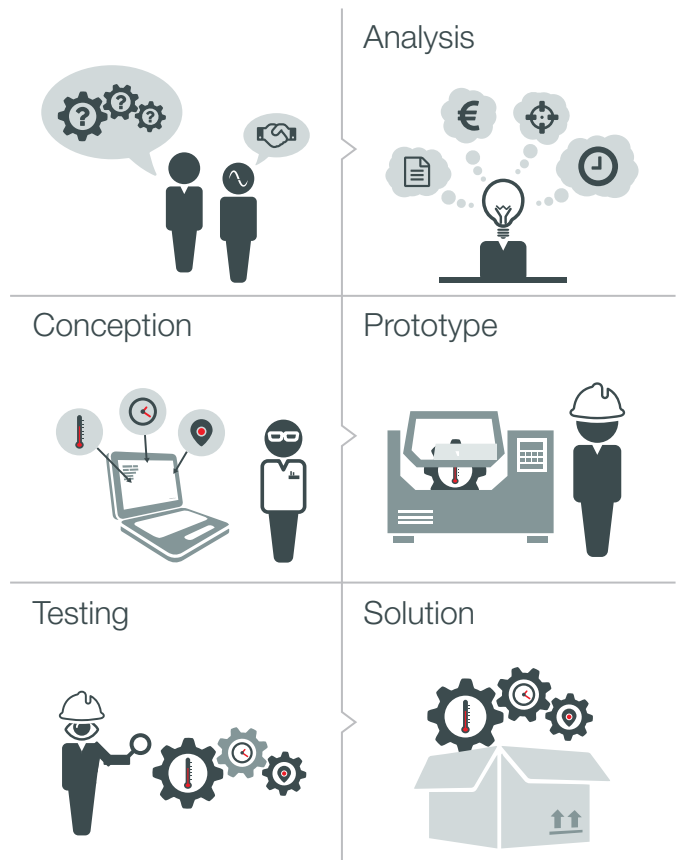 ? ? ?
Analysis
€
Conception
Prototype
Testing
Solution